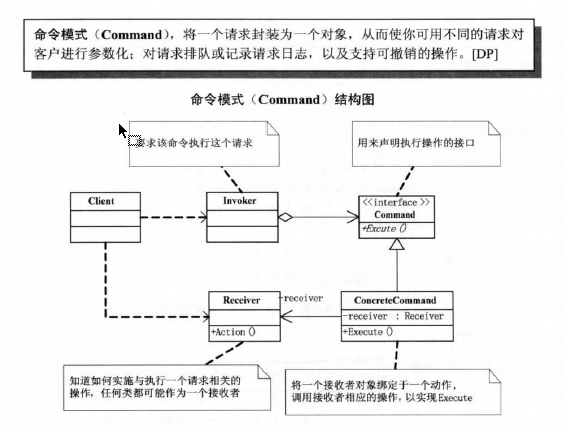 命令模式（Command），将一个请求封装为一个对象，从而使你可用不同的请求对
客户进行参数化；对请求排队或记录请求日志，以及支持可撤销的操作。[DP]
命令模式（Command）结构图
要求该命令执行这个请求
用来声明执行操作的接口
Client
Invoker
<<interface>>
Command
+Excute()
Receiver
+Action()
-receiver
ConcreteCommand
-receiver : Receiver
+Execute()
知道如何实施与执行一个请求相关的
操作，任何类都可能作为一个接收者
将一个接收者对象绑定于一个动作，
调用接收者相应的操作，以实现Execute